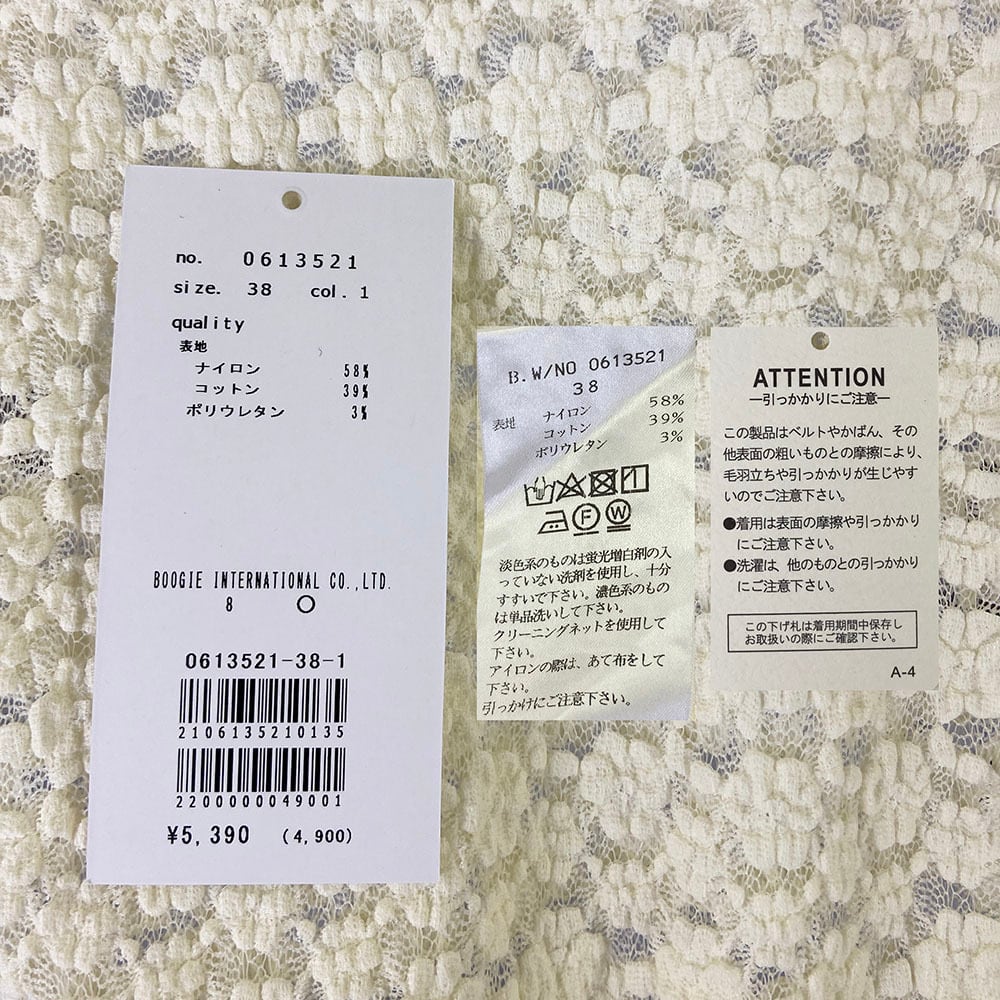 no. 0613521
size. 38 col. 1
quality
表地
ナイロン 58%
コットン 39%
ポリウレタン 3%
BOOGIE INTERNATIONAL CO.,LTD.
8 ○
0613521-38-1
2106135210135
2200000049001
¥5,390 (4,900)
B.W/NO 0613521
38
表地 ナイロン 58%
コットン 39%
ポリウレタン 3%
F W
淡色系のものは蛍光増白剤の入
っていない洗剤を使用し、十分
すすいで下さい。濃色系のもの
は単品洗いして下さい。
クリーニングネットを使用して
下さい。
アイロンの際は、あて布をして
下さい。
引っかけにご注意下さい。
ATTENTION
―引っかかりにご注意―
この製品はベルトやかばん、その
他表面の粗いものとの摩擦により、
毛羽立ちや引っかかりが生じやす
いのでご注意下さい。
●着用は表面の摩擦や引っかかり
にご注意下さい。
●洗濯は、他のものとの引っかかり
にご注意下さい。
この下げ札は着用期間中保存し
お取扱いの際にご確認下さい。
A-4